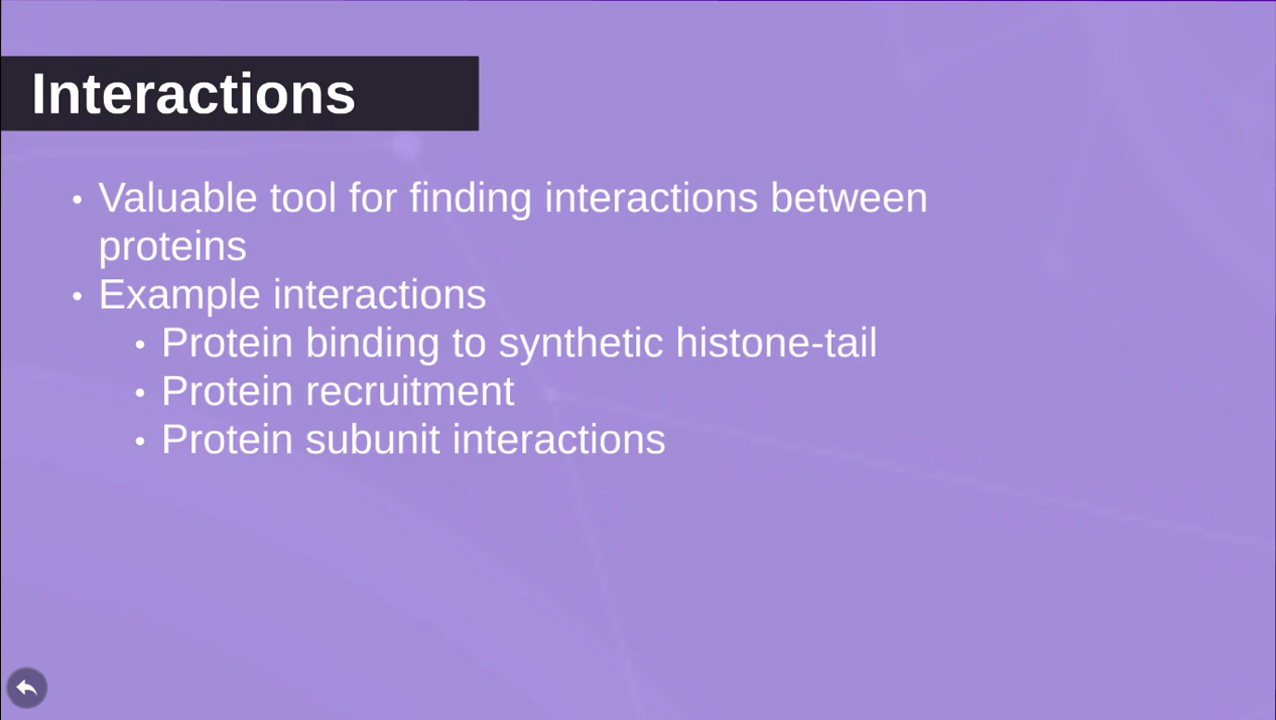 Interactions
• Valuable tool for finding interactions between
proteins
• Example interactions
• Protein binding to synthetic histone-tail
• Protein recruitment
• Protein subunit interactions